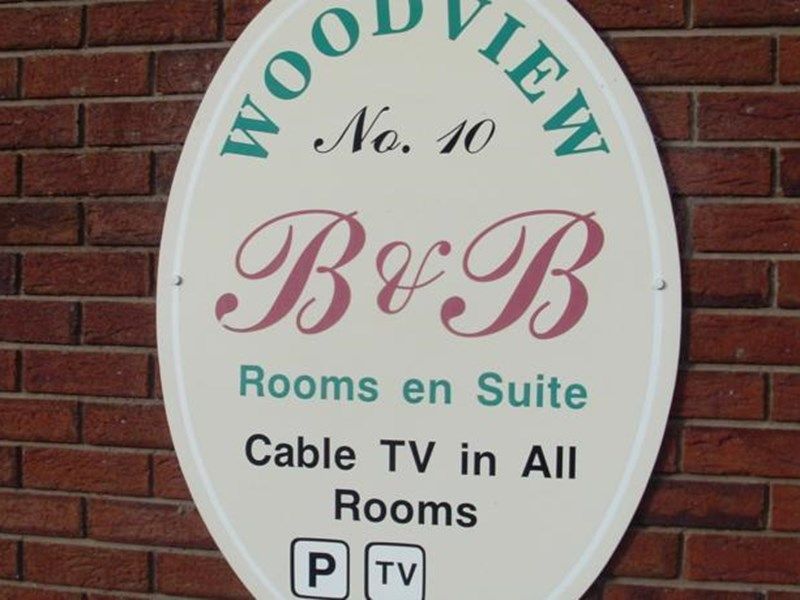 WOODVIEW
No. 10
B&B
Rooms en Suite
Cable TV in All
Rooms
P TV